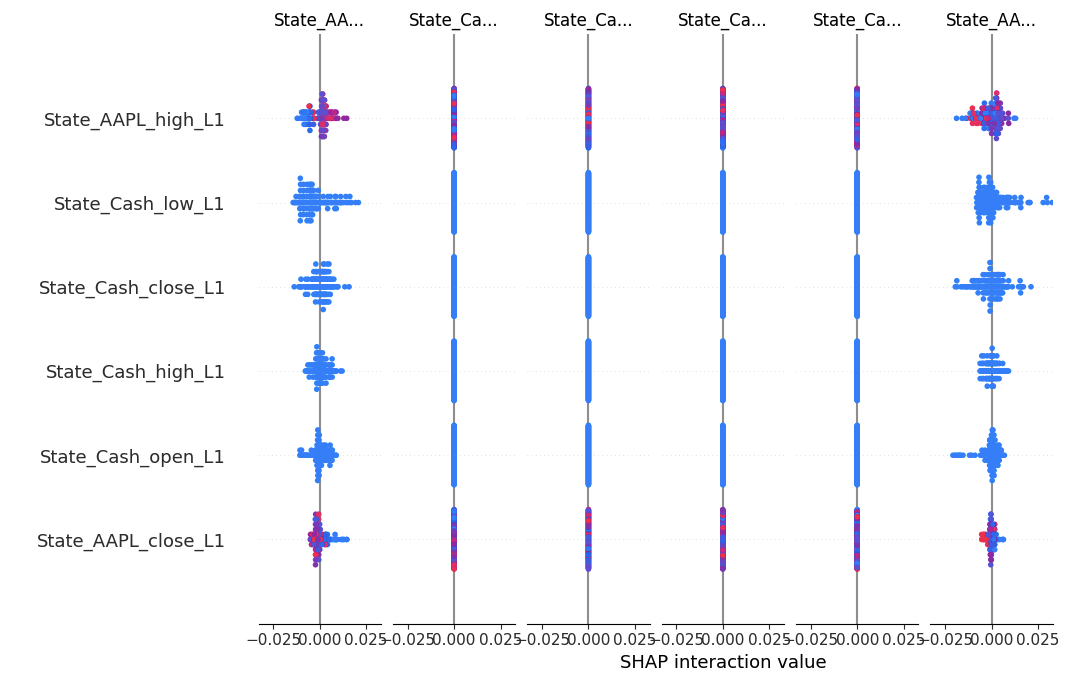 State_AA... State_Ca... State_Ca... State_Ca... State_Ca... State_AA...
State_AAPL_high_L1
State_Cash_low_L1
State_Cash_close_L1
State_Cash_high_L1
State_Cash_open_L1
State_AAPL_close_L1
−0.025 0.000 0.025 −0.025 0.000 0.025 −0.025 0.000 0.025 −0.025 0.000 0.025 −0.025 0.000 0.025 −0.025 0.000 0.025
SHAP interaction value